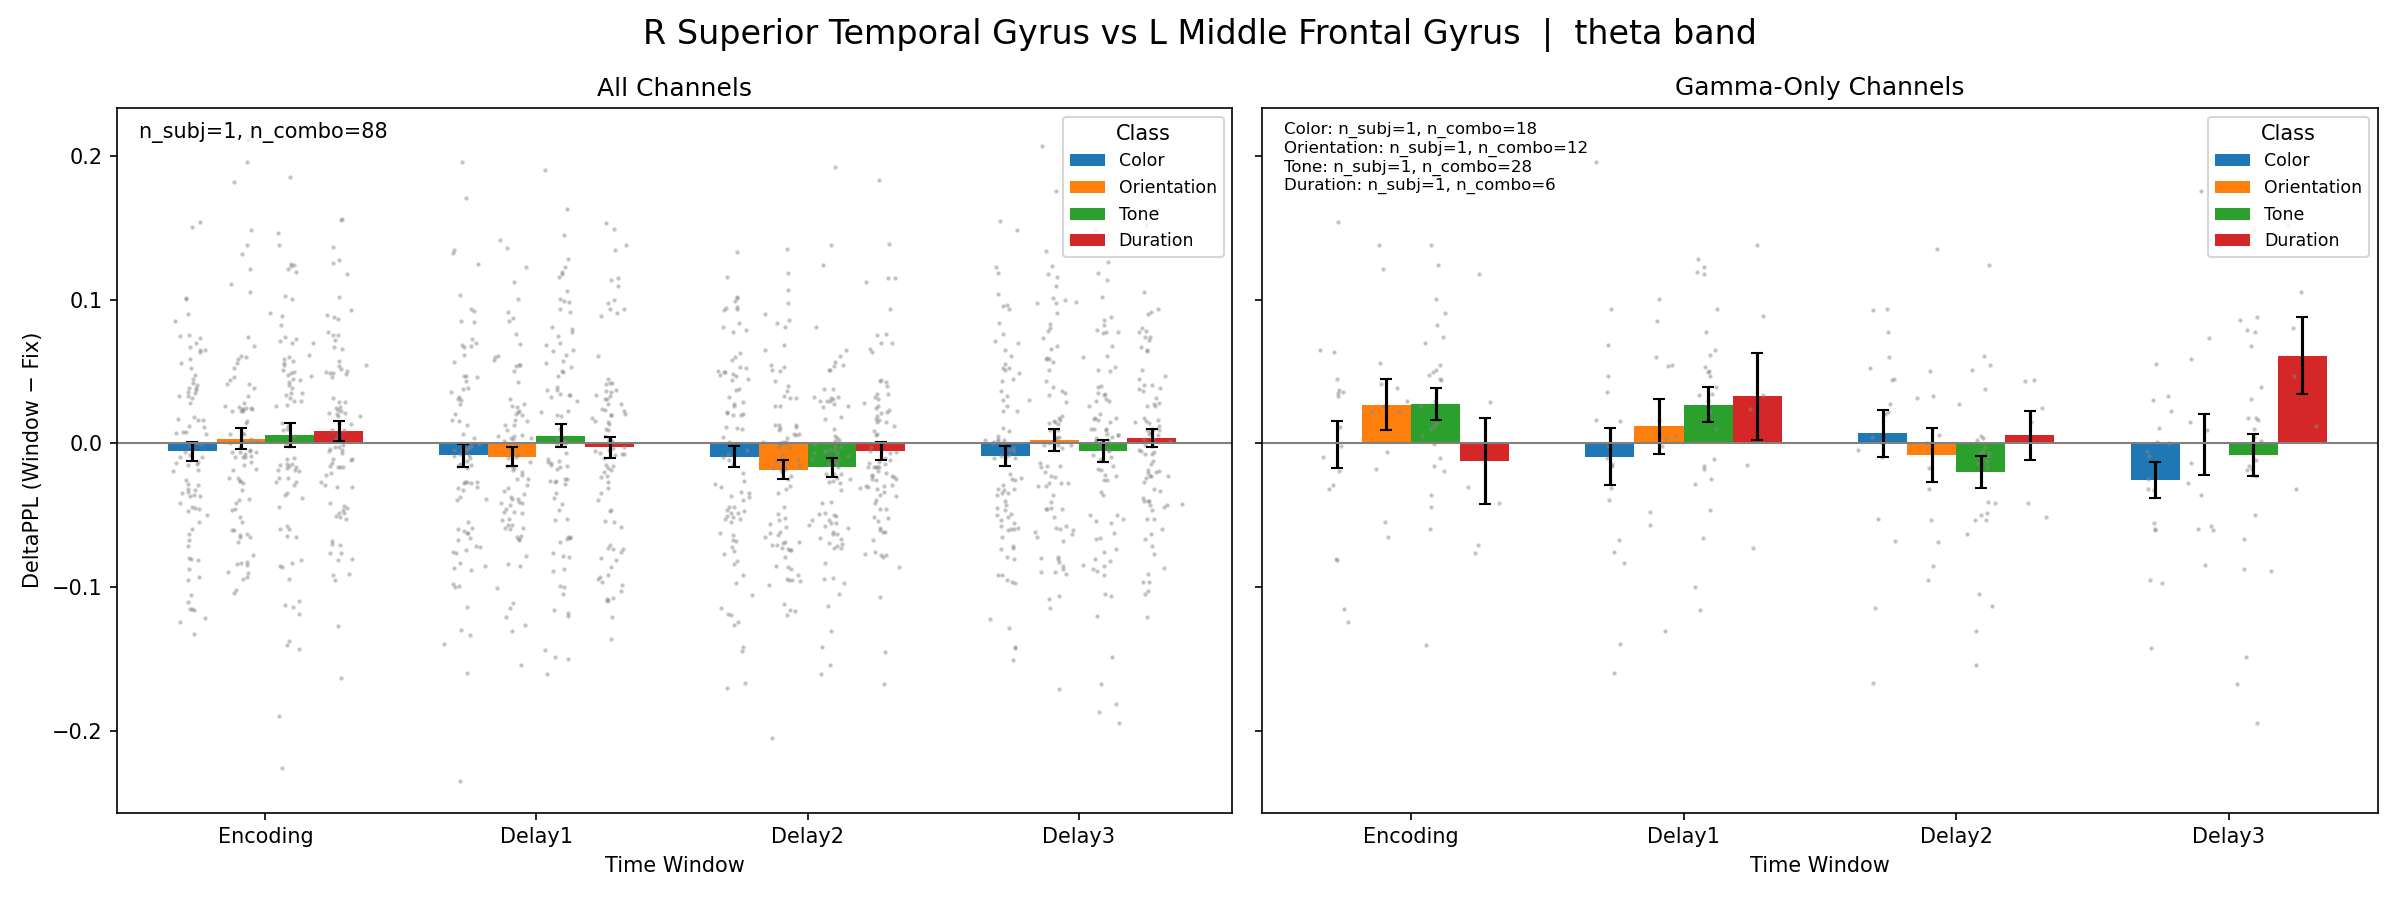 R Superior Temporal Gyrus vs L Middle Frontal Gyrus | theta band
All Channels
n_subj=1, n_combo=88
Class
Color
Orientation
Tone
Duration
DeltaPPL (Window − Fix)
0.2
0.1
0.0
−0.1
−0.2
Encoding
Delay1
Delay2
Delay3
Time Window
Gamma-Only Channels
Color: n_subj=1, n_combo=18
Orientation: n_subj=1, n_combo=12
Tone: n_subj=1, n_combo=28
Duration: n_subj=1, n_combo=6
Class
Color
Orientation
Tone
Duration
Encoding
Delay1
Delay2
Delay3
Time Window